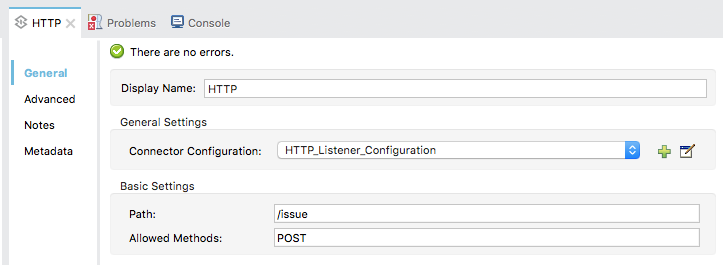 HTTP Problems Console
There are no errors.
General
Display Name: HTTP
Advanced
Notes
General Settings
Metadata
Connector Configuration: HTTP_Listener_Configuration
Basic Settings
Path: /issue
Allowed Methods: POST